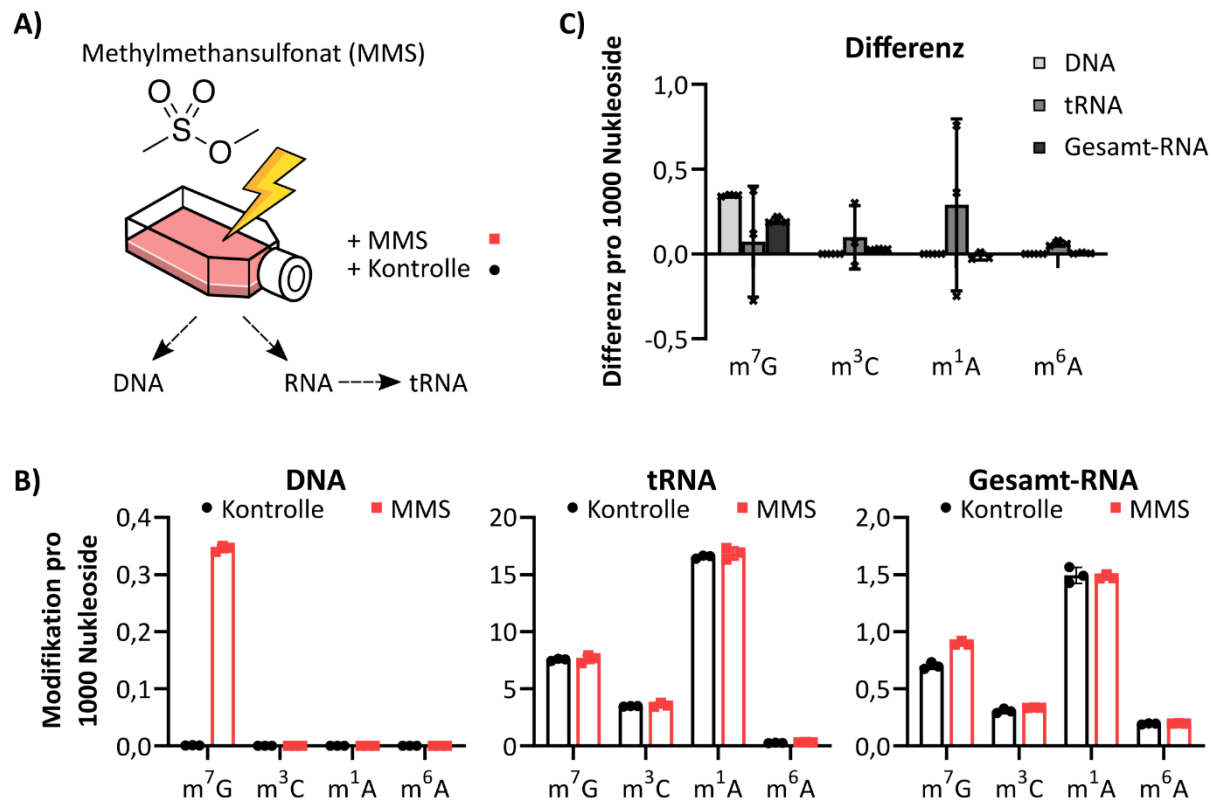 A)
Methylmethansulfonat (MMS)
O
O
S
O
+ MMS
+ Kontrolle
DNA
RNA
tRNA
C)
Differenz
DNA
tRNA
Gesamt-RNA
Differenz pro 1000 Nukleoside
1,0
0,5
0,0
-0,5
m⁷G
m³C
m¹A
m⁶A
B)
Modifikation pro
1000 Nukleoside
DNA
Kontrolle
MMS
0,4
0,3
0,2
0,1
0,0
m⁷G
m³C
m¹A
m⁶A
tRNA
Kontrolle
MMS
20
15
10
5
0
m⁷G
m³C
m¹A
m⁶A
Gesamt-RNA
Kontrolle
MMS
2,0
1,5
1,0
0,5
0,0
m⁷G
m³C
m¹A
m⁶A